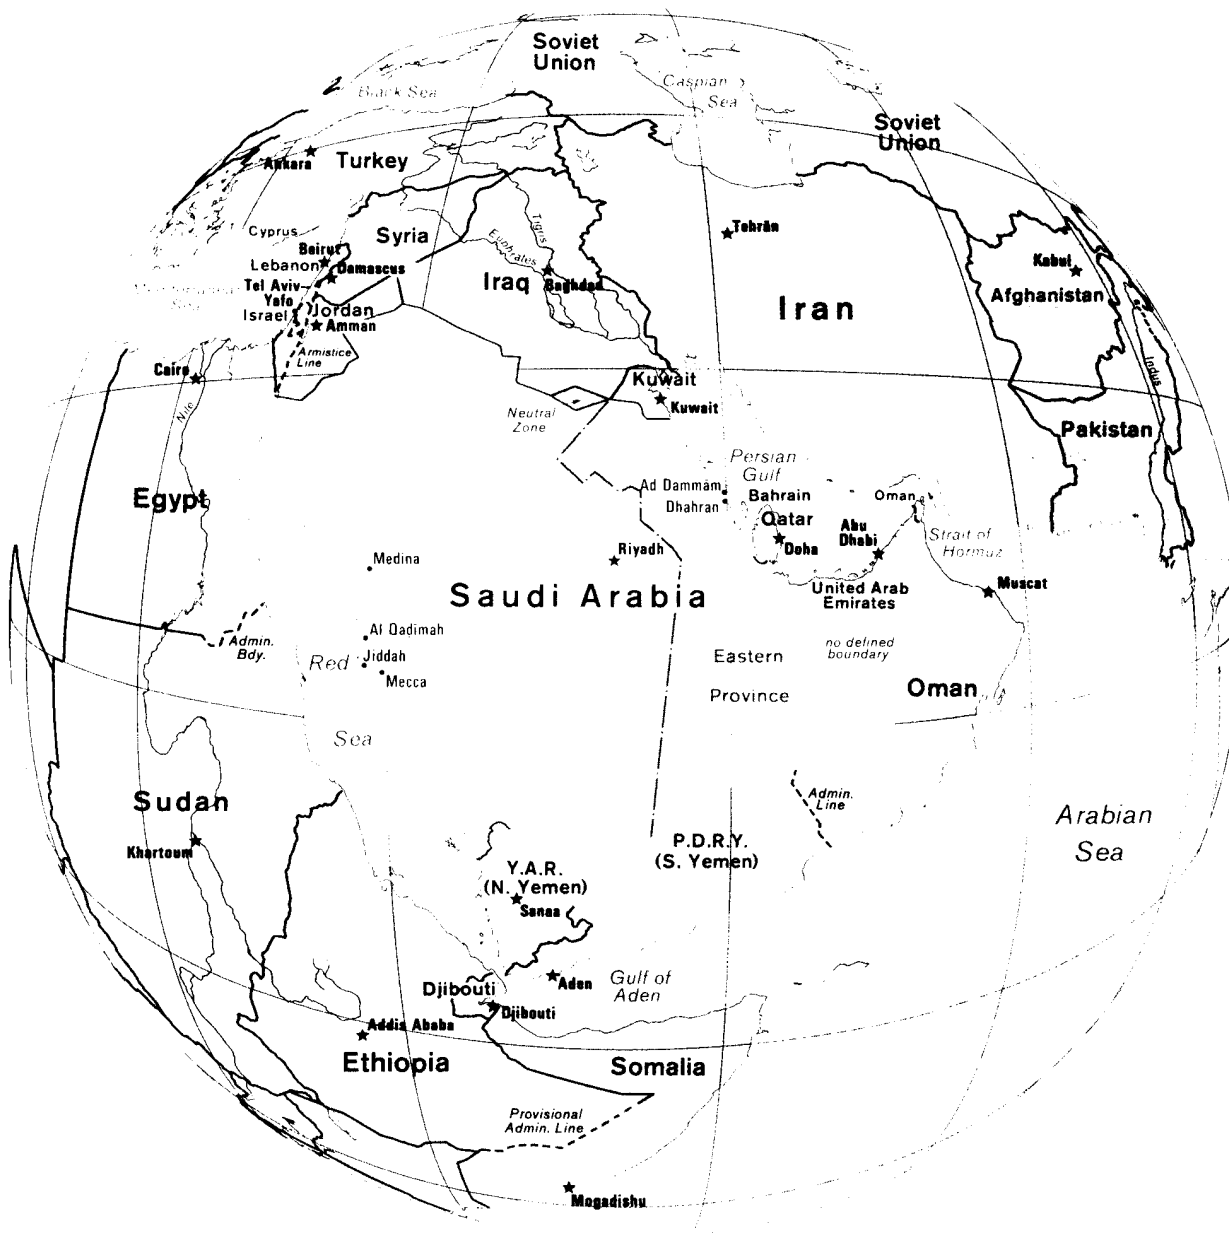 Soviet
Union
Black Sea
Caspian
Sea
Soviet
Union
Ankara
Turkey
Cyprus
Syria
Tigris
Euphrates
Tehrān
Kabul
Beirut
Lebanon
Damascus
Iraq
Baghdad
Iran
Afghanistan
Tel Aviv
Yafo
Israel
Jordan
Amman
Armistice
Line
Sea
Cairo
Nile
Kuwait
Kuwait
Neutral
Zone
Indus
Pakistan
Persian
Gulf
Egypt
Ad Dammām
Dhahran
Bahrain
Qatar
Doha
Oman
Abu
Dhabi
Strait of
Hormuz
Riyadh
Medina
Saudi Arabia
United Arab
Emirates
Muscat
Admin.
Bdy.
Al Qadimah
Red
Jiddah
Mecca
Eastern
Province
no defined
boundary
Oman
Sea
Sudan
Khartoum
Admin.
Line
Arabian
Sea
P.D.R.Y.
(S. Yemen)
Y.A.R.
(N. Yemen)
Sanaa
Djibouti
Djibouti
Aden
Gulf of
Aden
Addis Ababa
Ethiopia
Somalia
Provisional
Admin. Line
Mogadishu